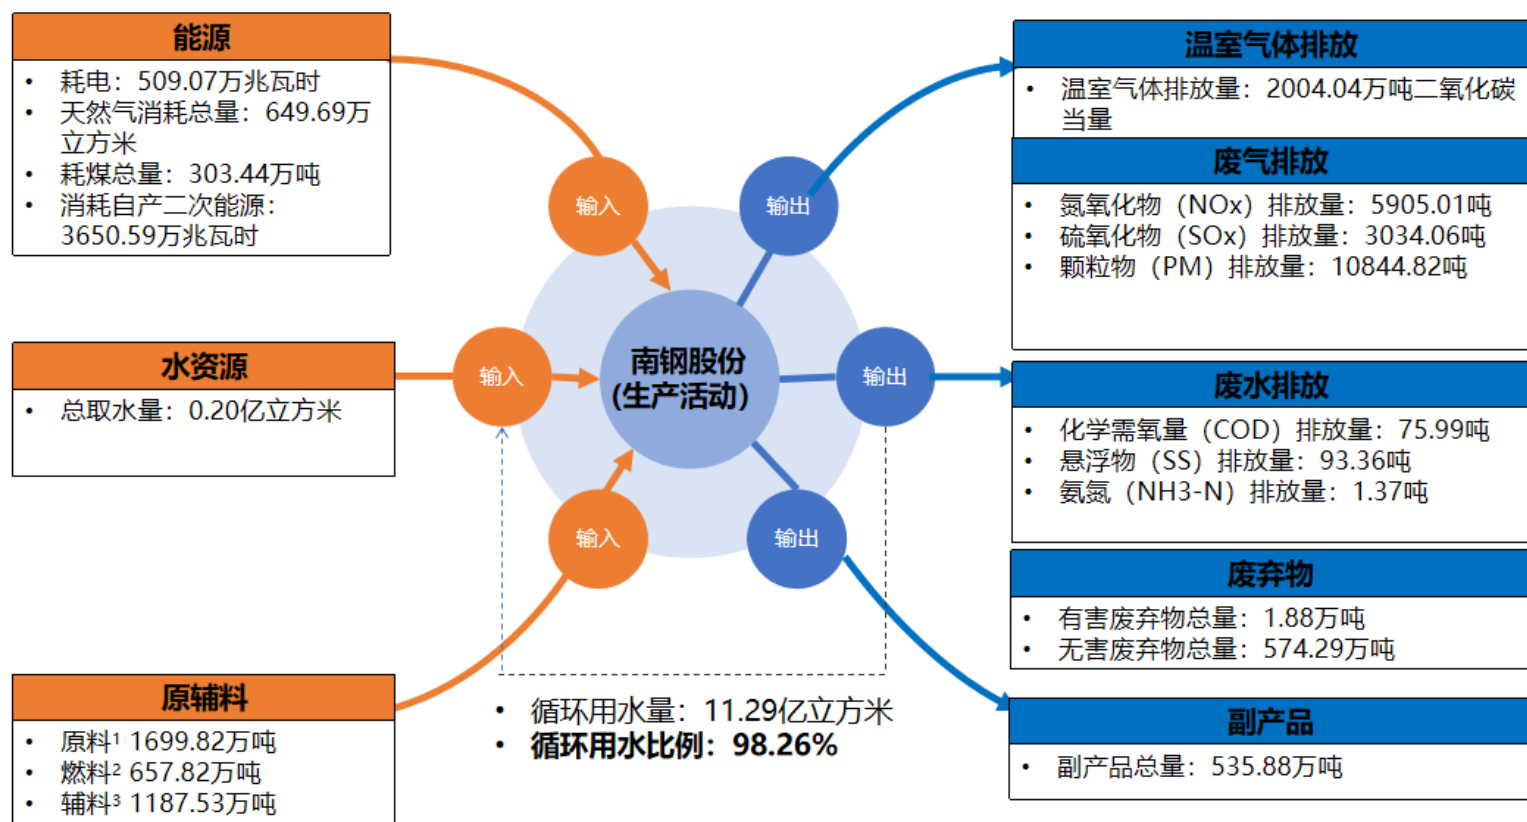 能源
• 耗电：509.07万兆瓦时
• 天然气消耗总量：649.69万
立方米
• 耗煤总量：303.44万吨
• 消耗自产二次能源：
3650.59万兆瓦时
水资源
• 总取水量：0.20亿立方米
原辅料
• 原料¹ 1699.82万吨
• 燃料² 657.82万吨
• 辅料³ 1187.53万吨
输入
输入
输入
南钢股份
(生产活动)
输出
输出
输出
• 循环用水量：11.29亿立方米
• 循环用水比例：98.26%
温室气体排放
• 温室气体排放量：2004.04万吨二氧化碳
当量
废气排放
• 氮氧化物（NOx）排放量：5905.01吨
• 硫氧化物（SOx）排放量：3034.06吨
• 颗粒物（PM）排放量：10844.82吨
废水排放
• 化学需氧量（COD）排放量：75.99吨
• 悬浮物（SS）排放量：93.36吨
• 氨氮（NH3-N）排放量：1.37吨
废弃物
• 有害废弃物总量：1.88万吨
• 无害废弃物总量：574.29万吨
副产品
• 副产品总量：535.88万吨